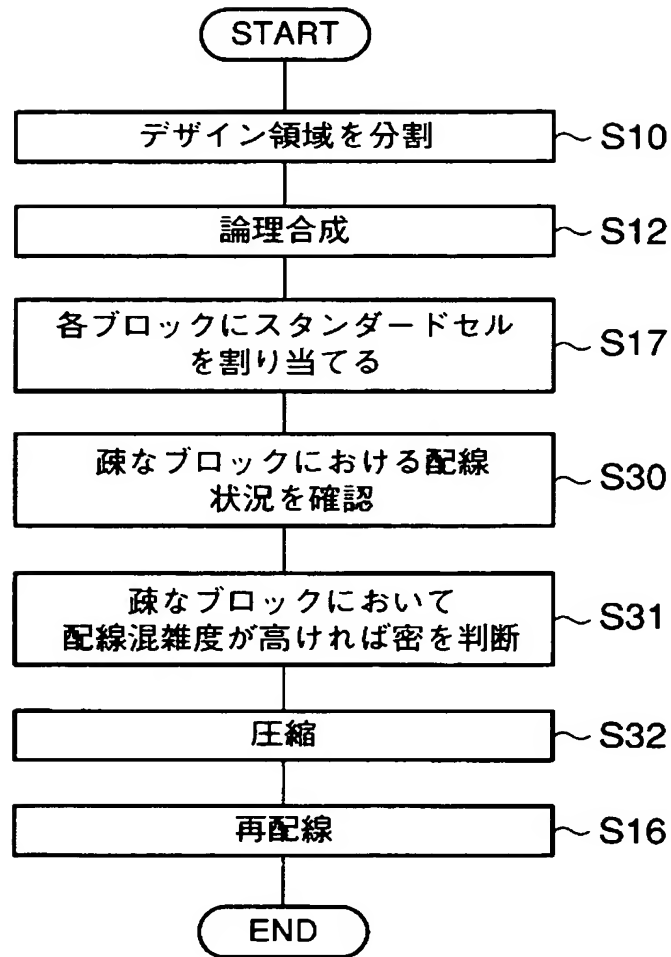 START
デザイン領域を分割
S10
論理合成
S12
各ブロックにスタンダードセル
を割り当てる
S17
疎なブロックにおける配線
状況を確認
S30
疎なブロックにおいて
配線混雑度が高ければ密を判断
S31
圧縮
S32
再配線
S16
END